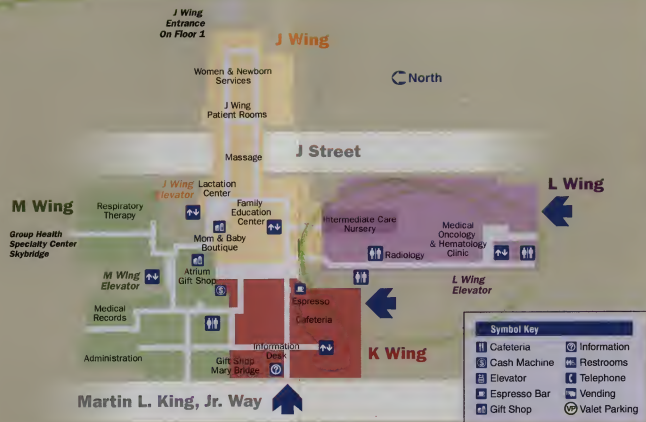 J Wing
Entrance
On Floor 1
J Wing
Women & Newborn
Services
North
J Wing
Patient Rooms
J Street
Massage
L Wing
M Wing
J Wing
Elevator
Lactation
Center
Respiratory
Therapy
Family
Education
Center
Intermediate Care
Nursery
Medical
Oncology
& Hematology
Clinic
Group Health
Specialty Center
Skybridge
Mom & Baby
Boutique
Radiology
M Wing
Elevator
Atrium
Gift Shop
L Wing
Elevator
$
Espresso
Medical
Records
Cafeteria
K Wing
Information
Desk
Administration
Gift Shop
Mary Bridge
?
Martin L. King, Jr. Way
Symbol Key
Cafeteria
? Information
$ Cash Machine
Restrooms
Elevator
Telephone
Espresso Bar
Vending
Gift Shop
VP Valet Parking